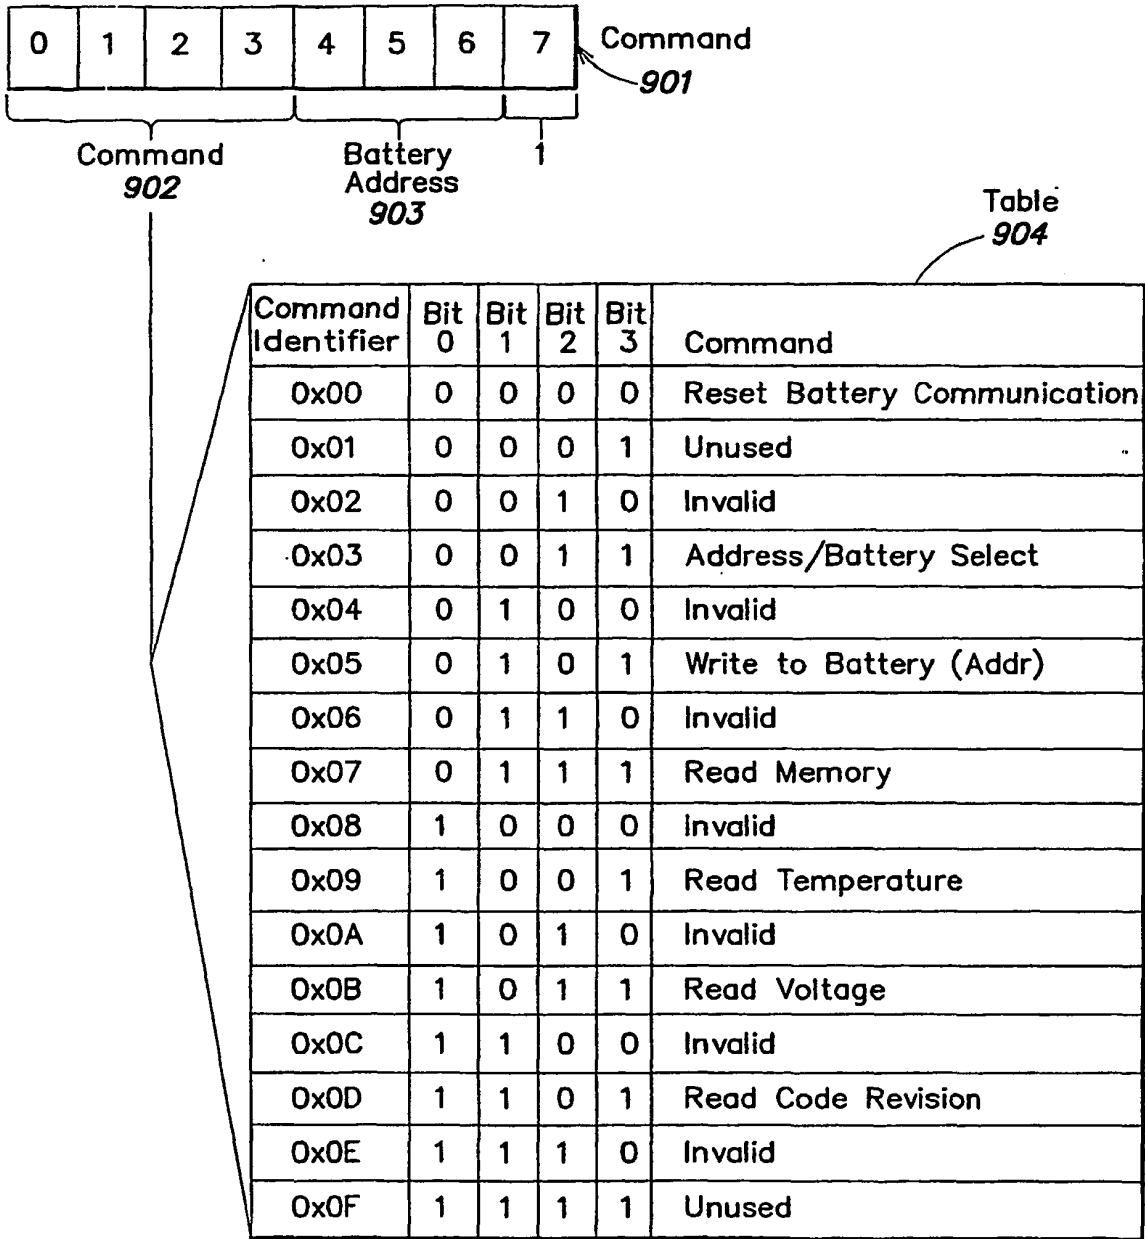 0 1 2 3 4 5 6 7 Command
901
Command Battery 1
902 Address
903
Table
904
Command Bit Bit Bit Bit
Identifier 0 1 2 3 Command
0x00 0 0 0 0 Reset Battery Communication
0x01 0 0 0 1 Unused
0x02 0 0 1 0 Invalid
0x03 0 0 1 1 Address/Battery Select
0x04 0 1 0 0 Invalid
0x05 0 1 0 1 Write to Battery (Addr)
0x06 0 1 1 0 Invalid
0x07 0 1 1 1 Read Memory
0x08 1 0 0 0 Invalid
0x09 1 0 0 1 Read Temperature
0x0A 1 0 1 0 Invalid
0x0B 1 0 1 1 Read Voltage
0x0C 1 1 0 0 Invalid
0x0D 1 1 0 1 Read Code Revision
0x0E 1 1 1 0 Invalid
0x0F 1 1 1 1 Unused